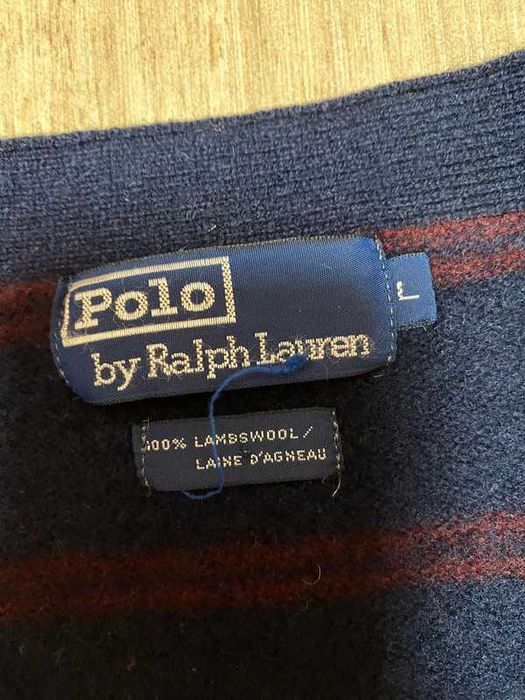 Polo
by Ralph Lauren
L
100% LAMBSWOOL/
LAINE D'AGNEAU